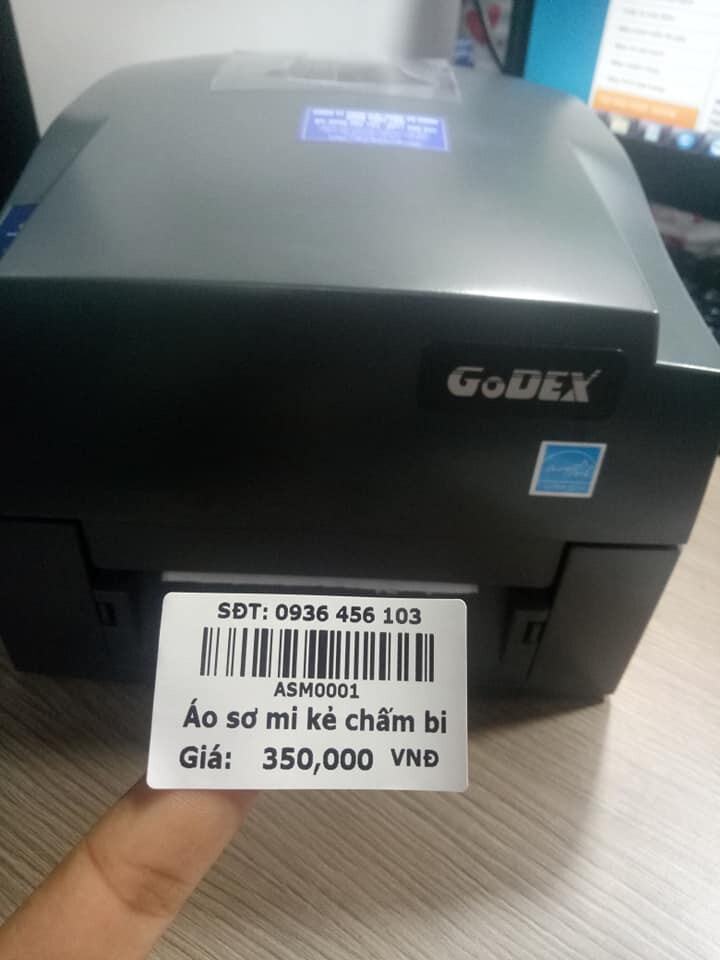 GoDEX
SĐT: 0936 456 103
ASM0001
Áo sơ mi kẻ chấm bi
Giá: 350,000 VNĐ